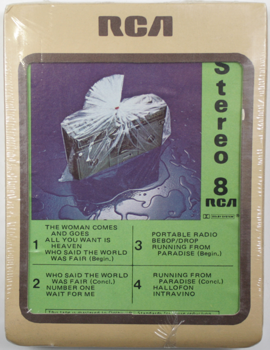 RCA
Stereo 8
RCA
1
THE WOMAN COMES
AND GOES
ALL YOU WANT IS
HEAVEN
WHO SAID THE WORLD
WAS FAIR (Begin.)
3
PORTABLE RADIO
BEBOP/DROP
RUNNING FROM
PARADISE (Begin.)
2
WHO SAID THE WORLD
WAS FAIR (Concl.)
NUMBER ONE
WAIT FOR ME
4
RUNNING FROM
PARADISE (Concl.)
HALLOFON
INTRAVINO